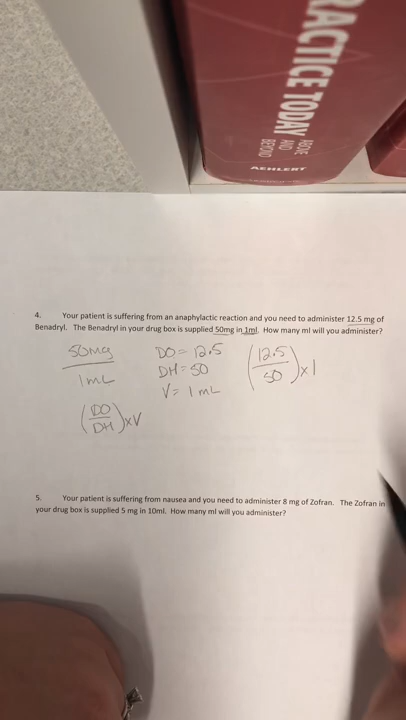 PRACTICE TODAY
ABOVE
AND
BEYOND
AEHLERT
4. Your patient is suffering from an anaphylactic reaction and you need to administer 12.5 mg of
Benadryl. The Benadryl in your drug box is supplied 50mg in 1ml. How many ml will you administer?
50mg
1mL
DO = 12.5
DH = 50
V = 1mL
(12.5/50) x 1
(DO/DH) x V
5. Your patient is suffering from nausea and you need to administer 8 mg of Zofran. The Zofran in
your drug box is supplied 5 mg in 10ml. How many ml will you administer?